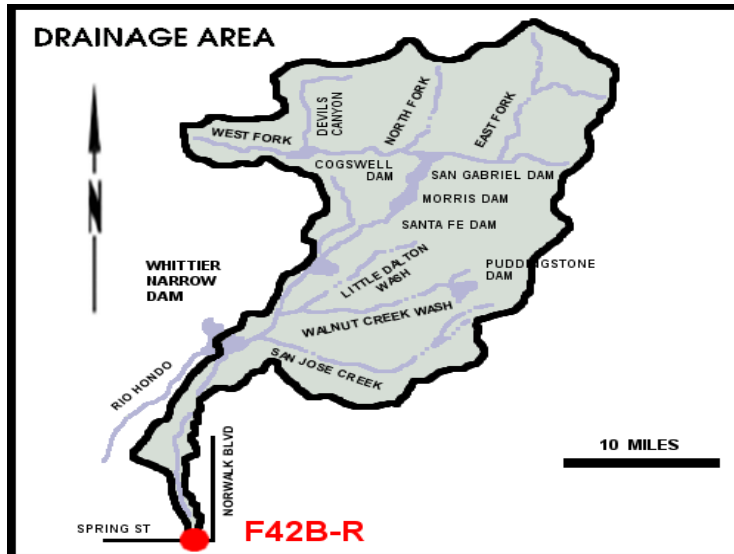 DRAINAGE AREA
N
WEST FORK
DEVILS
CANYON
NORTH FORK
EAST FORK
COGSWELL
DAM
SAN GABRIEL DAM
MORRIS DAM
SANTA FE DAM
WHITTIER
NARROW
DAM
LITTLE DALTON
WASH
PUDDINGSTONE
DAM
WALNUT CREEK WASH
SAN JOSE CREEK
RIO HONDO
NORWALK BLVD
10 MILES
SPRING ST
F42B-R